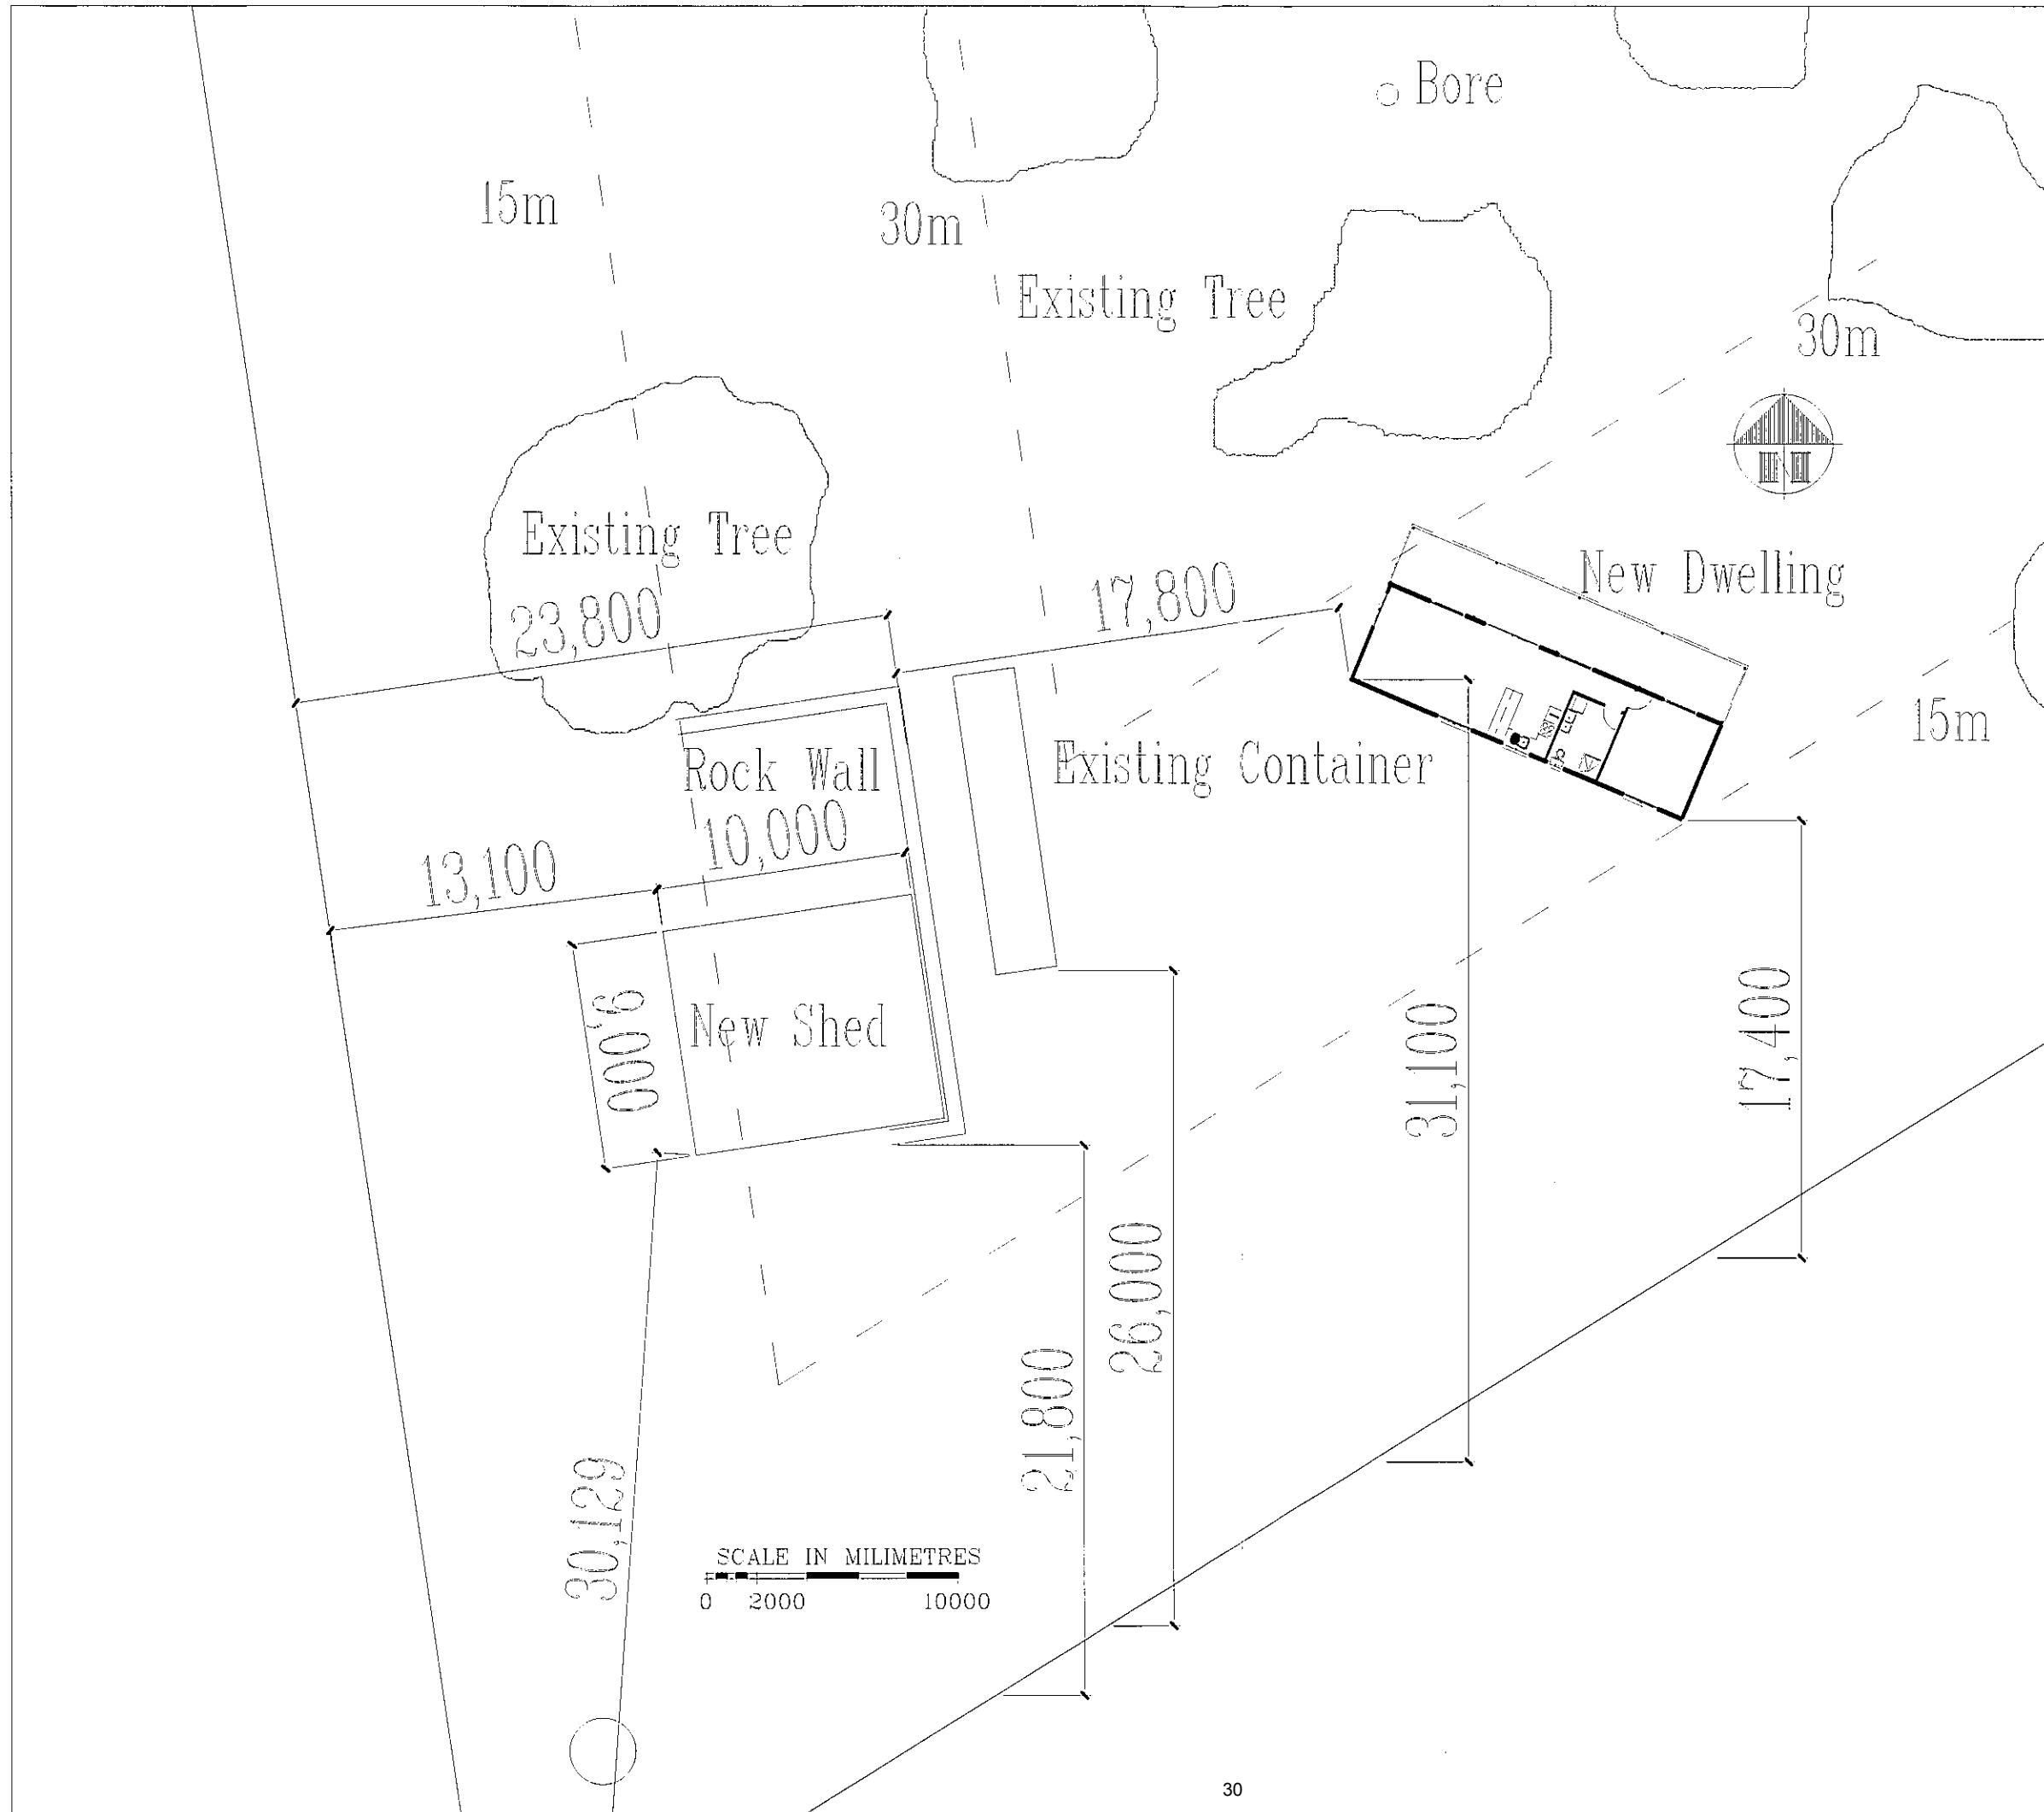 Bore
15m
30m
Existing Tree
30m
N
Existing Tree
New Dwelling
23,800
17,800
15m
Rock Wall
Existing Container
10,000
13,100
9,000
New Shed
31,100
17,400
26,000
21,800
30,129
SCALE IN MILIMETRES
0 2000 10000
30